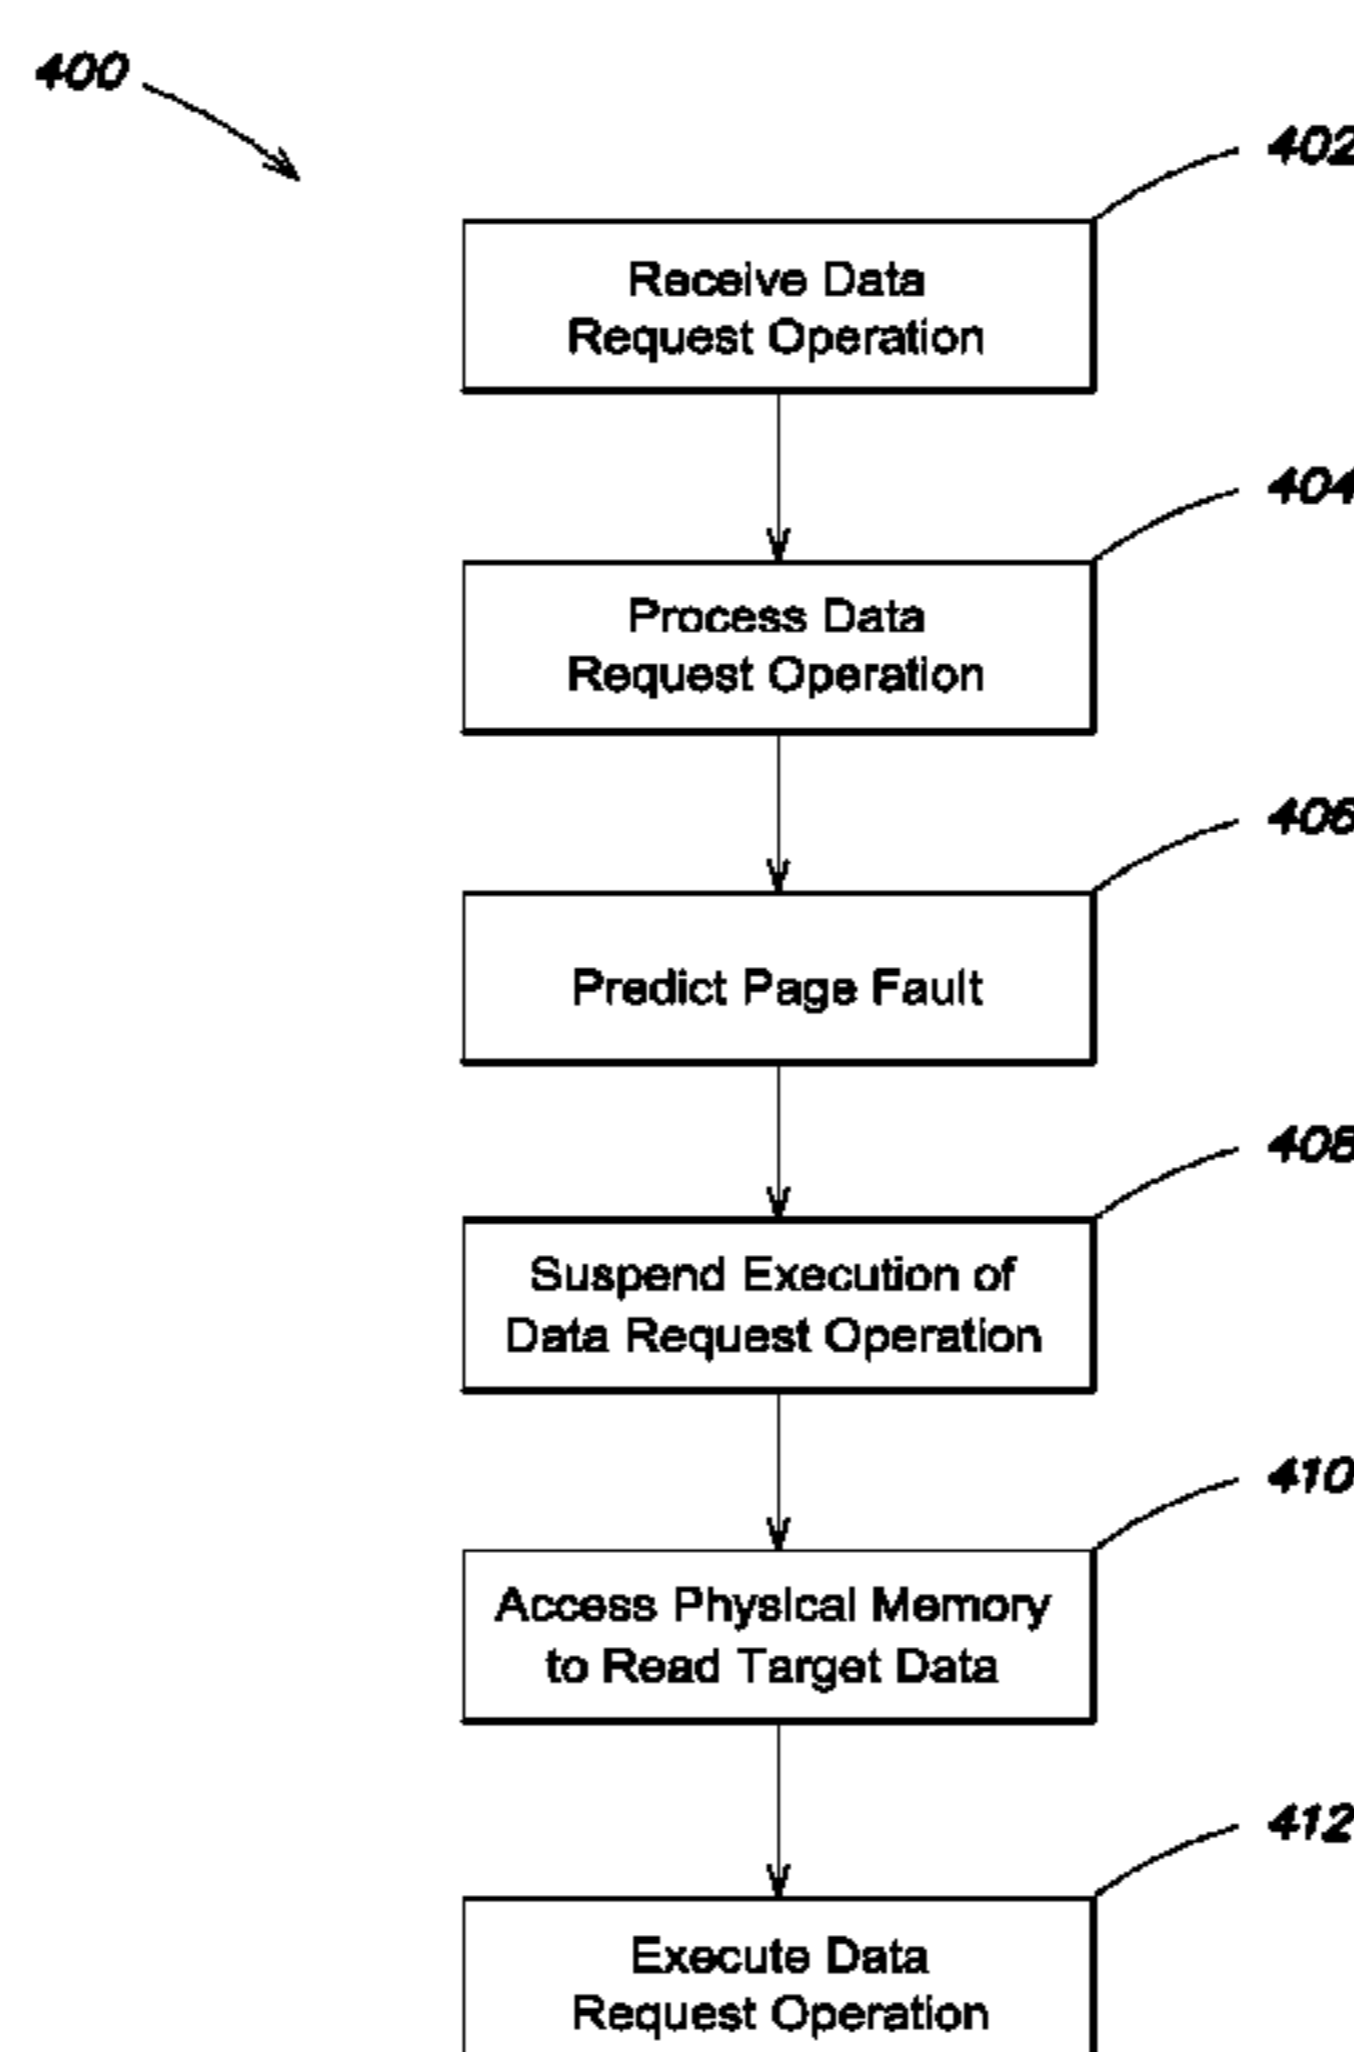 400
402
Receive Data
Request Operation
404
Process Data
Request Operation
406
Predict Page Fault
408
Suspend Execution of
Data Request Operation
410
Access Physical Memory
to Read Target Data
412
Execute Data
Request Operation